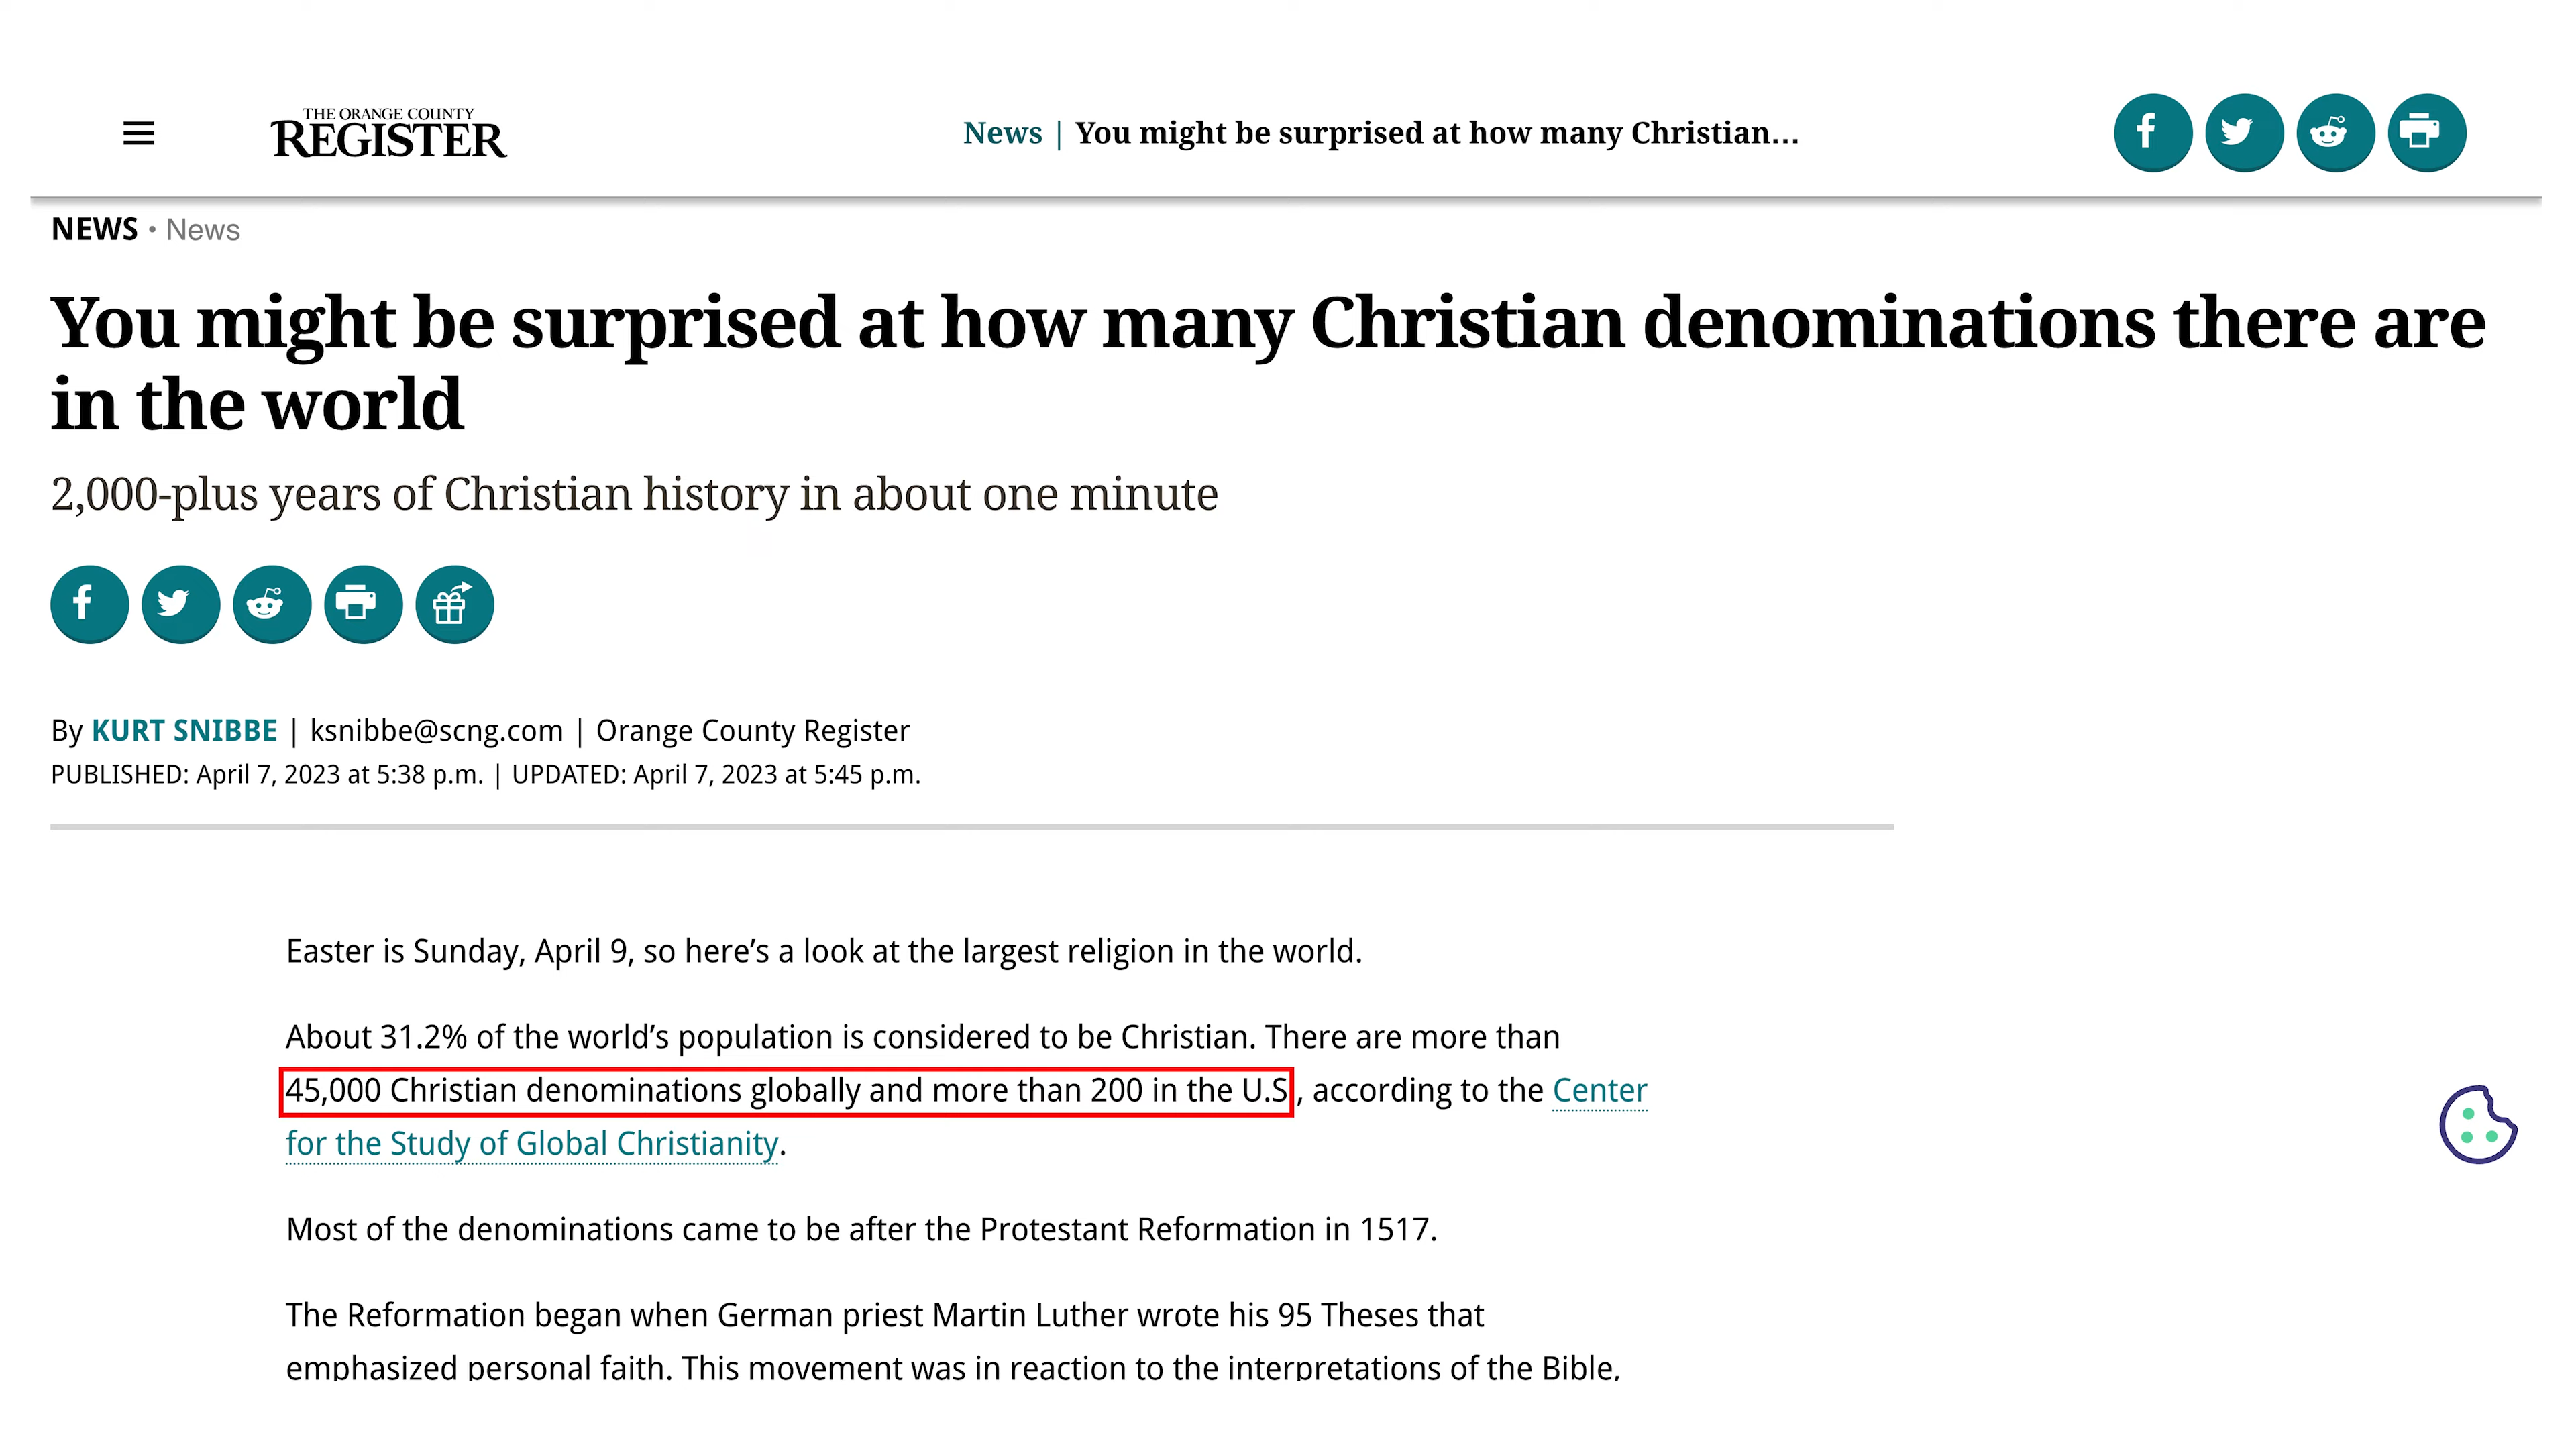 THE ORANGE COUNTY
REGISTER
News | You might be surprised at how many Christian...
NEWS • News
You might be surprised at how many Christian denominations there are
in the world
2,000-plus years of Christian history in about one minute
By KURT SNIBBE | ksnibbe@scng.com | Orange County Register
PUBLISHED: April 7, 2023 at 5:38 p.m. | UPDATED: April 7, 2023 at 5:45 p.m.
Easter is Sunday, April 9, so here’s a look at the largest religion in the world.
About 31.2% of the world’s population is considered to be Christian. There are more than
45,000 Christian denominations globally and more than 200 in the U.S., according to the Center
for the Study of Global Christianity.
Most of the denominations came to be after the Protestant Reformation in 1517.
The Reformation began when German priest Martin Luther wrote his 95 Theses that
emphasized personal faith. This movement was in reaction to the interpretations of the Bible,